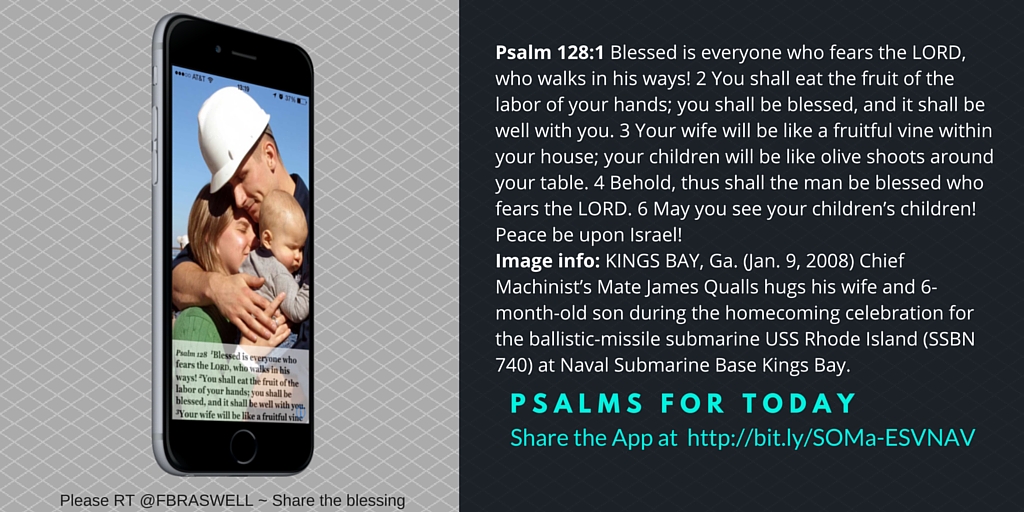 ●●●○○ AT&T
13:19
37%
Psalm 128 ¹Blessed is everyone who
fears the LORD, who walks in his
ways! ²You shall eat the fruit of the
labor of your hands; you shall be
blessed, and it shall be well with you.
³Your wife will be like a fruitful vine
Please RT @FBRASWELL ~ Share the blessing
Psalm 128:1 Blessed is everyone who fears the LORD,
who walks in his ways! 2 You shall eat the fruit of the
labor of your hands; you shall be blessed, and it shall be
well with you. 3 Your wife will be like a fruitful vine within
your house; your children will be like olive shoots around
your table. 4 Behold, thus shall the man be blessed who
fears the LORD. 6 May you see your children’s children!
Peace be upon Israel!
Image info: KINGS BAY, Ga. (Jan. 9, 2008) Chief
Machinist’s Mate James Qualls hugs his wife and 6-
month-old son during the homecoming celebration for
the ballistic-missile submarine USS Rhode Island (SSBN
740) at Naval Submarine Base Kings Bay.
PSALMS FOR TODAY
Share the App at http://bit.ly/SOMa-ESVNAV